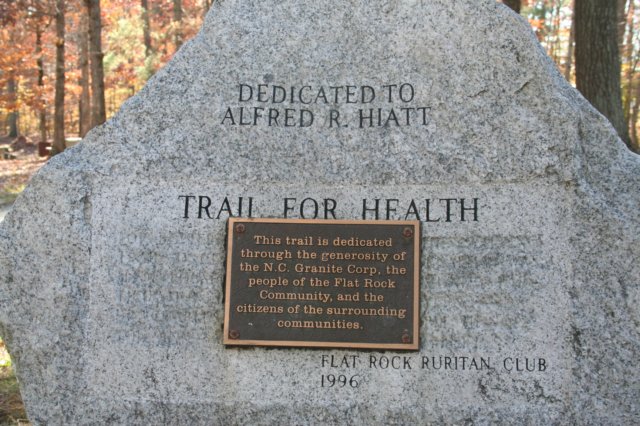 DEDICATED TO
ALFRED R. HIATT
TRAIL FOR HEALTH
This trail is dedicated
through the generosity of
the N.C. Granite Corp, the
people of the Flat Rock
Community, and the
citizens of the surrounding
communities.
FLAT ROCK RURITAN CLUB
1996